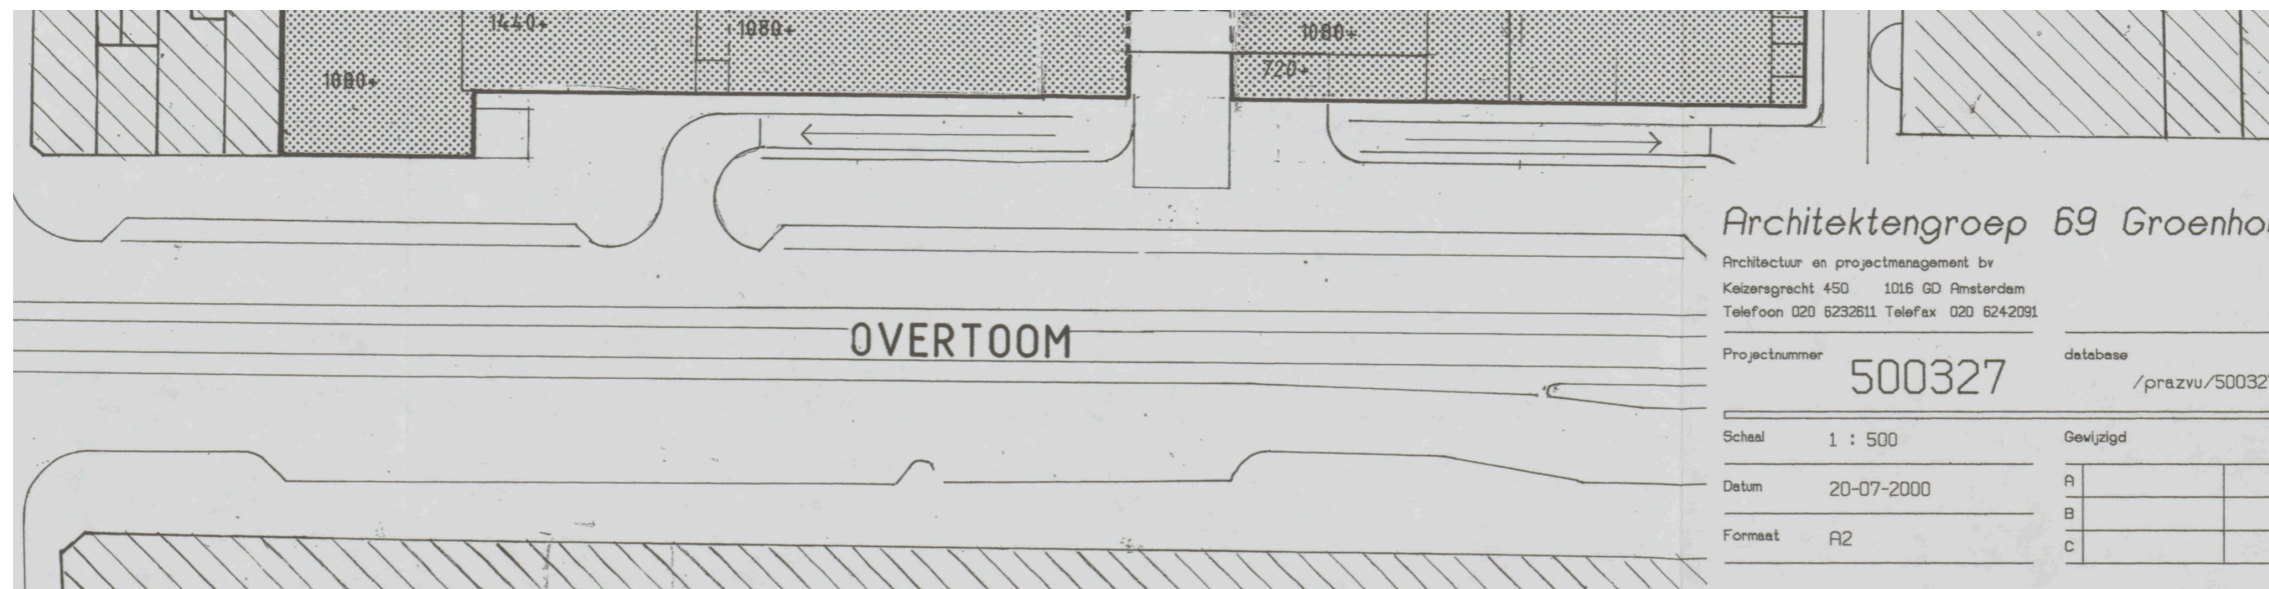 1440+
1080+
1080+
720+
1080+
OVERTOOM
Architektengroep 69
Architectuur en projectmanagement bv
Keizersgracht 450 1016 GD Amsterdam
Telefoon 020 6232611 Telefax 020 6242091
Projectnummer 500327
database
/prazvu/50032
Schaal 1 : 500
Datum 20-07-2000
Formaat A2
Gewijzigd
A
B
C